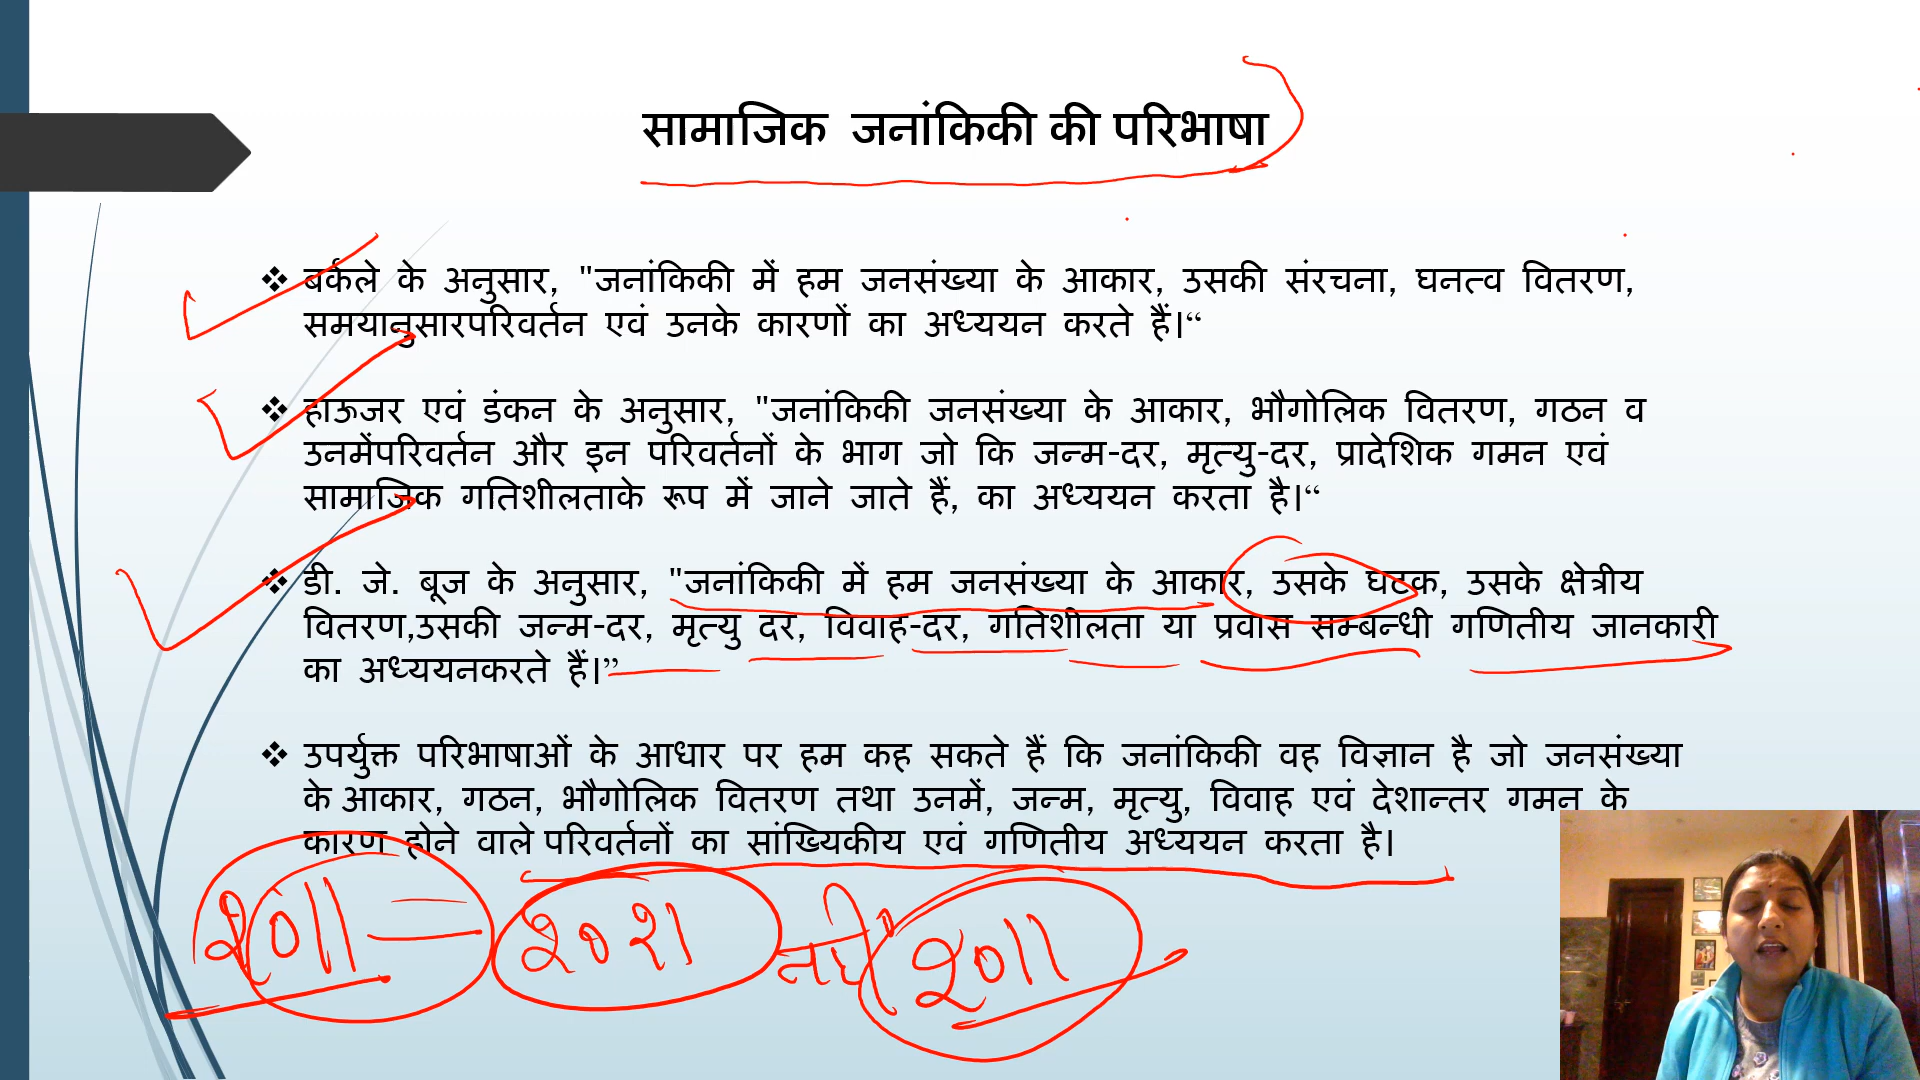 सामाजिक जनांकिकी की परिभाषा
❖ बर्कले के अनुसार, "जनांकिकी में हम जनसंख्या के आकार, उसकी संरचना, घनत्व वितरण,
समयानुसारपरिवर्तन एवं उनके कारणों का अध्ययन करते हैं।“
❖ हाऊजर एवं डंकन के अनुसार, "जनांकिकी जनसंख्या के आकार, भौगोलिक वितरण, गठन व
उनमेंपरिवर्तन और इन परिवर्तनों के भाग जो कि जन्म-दर, मृत्यु-दर, प्रादेशिक गमन एवं
सामाजिक गतिशीलताके रूप में जाने जाते हैं, का अध्ययन करता है।“
❖ डी. जे. बूज के अनुसार, "जनांकिकी में हम जनसंख्या के आकार, उसके घटक, उसके क्षेत्रीय
वितरण,उसकी जन्म-दर, मृत्यु दर, विवाह-दर, गतिशीलता या प्रवास सम्बन्धी गणितीय जानकारी
का अध्ययनकरते हैं।”
❖ उपर्युक्त परिभाषाओं के आधार पर हम कह सकते हैं कि जनांकिकी वह विज्ञान है जो जनसंख्या
के आकार, गठन, भौगोलिक वितरण तथा उनमें, जन्म, मृत्यु, विवाह एवं देशान्तर गमन के
कारण होने वाले परिवर्तनों का सांख्यिकीय एवं गणितीय अध्ययन करता है।
२०११ — २०२१ नहीं २०११